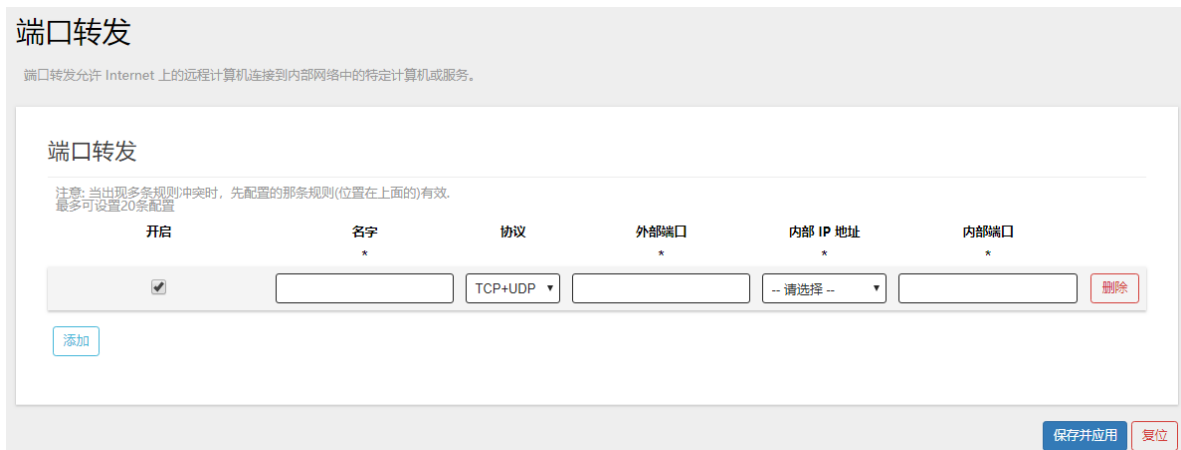 端口转发
端口转发允许 Internet 上的远程计算机连接到内部网络中的特定计算机或服务。
端口转发
注意: 当出现多条规则冲突时，先配置的那条规则(位置在上面的)有效.
最多可设置20条配置
开启 名字 协议 外部端口 内部 IP 地址 内部端口
* * * *
TCP+UDP -- 请选择 -- 删除
添加
保存并应用 复位